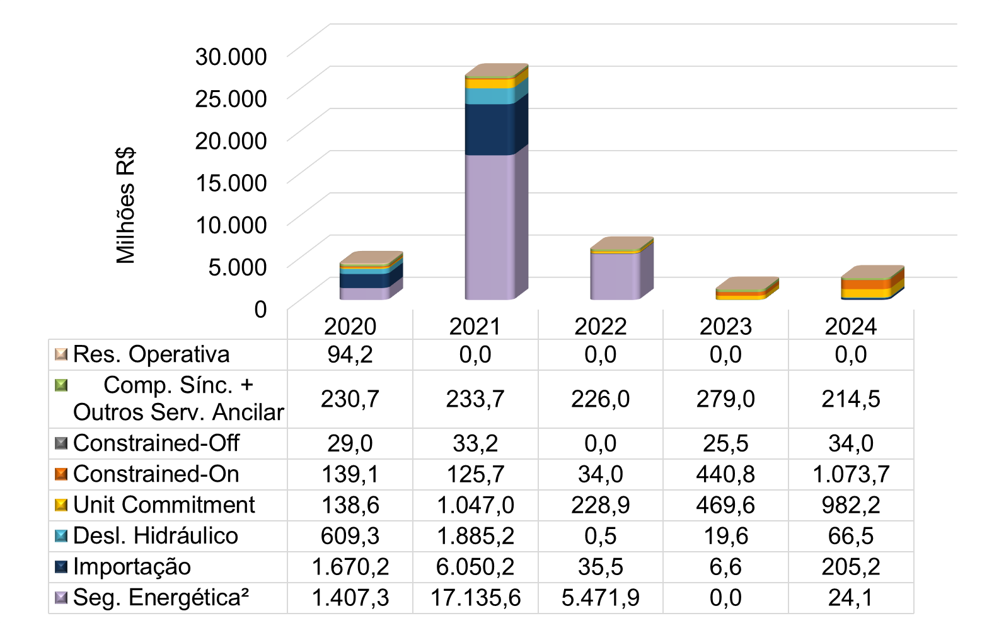 Milhões R$
30.000
25.000
20.000
15.000
10.000
5.000
0
2020 2021 2022 2023 2024
Res. Operativa 94,2 0,0 0,0 0,0 0,0
Comp. Sínc. +
Outros Serv. Ancilar 230,7 233,7 226,0 279,0 214,5
Constrained-Off 29,0 33,2 0,0 25,5 34,0
Constrained-On 139,1 125,7 34,0 440,8 1.073,7
Unit Commitment 138,6 1.047,0 228,9 469,6 982,2
Desl. Hidráulico 609,3 1.885,2 0,5 19,6 66,5
Importação 1.670,2 6.050,2 35,5 6,6 205,2
Seg. Energética² 1.407,3 17.135,6 5.471,9 0,0 24,1